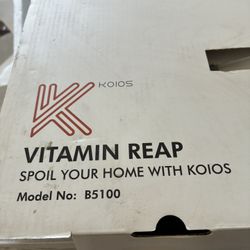 KOIOS
VITAMIN REAP
SPOIL YOUR HOME WITH KOIOS
Model No: B5100